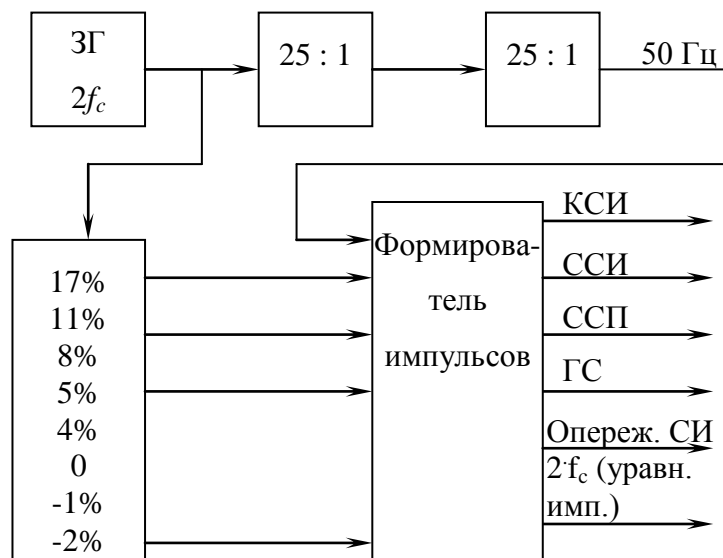 ЗГ
2fc
25 : 1
25 : 1
50 Гц
17%
11%
8%
5%
4%
0
-1%
-2%
Формирова-
тель
импульсов
КСИ
ССИ
ССП
ГС
Опереж. СИ
2·fc (уравн.
имп.)